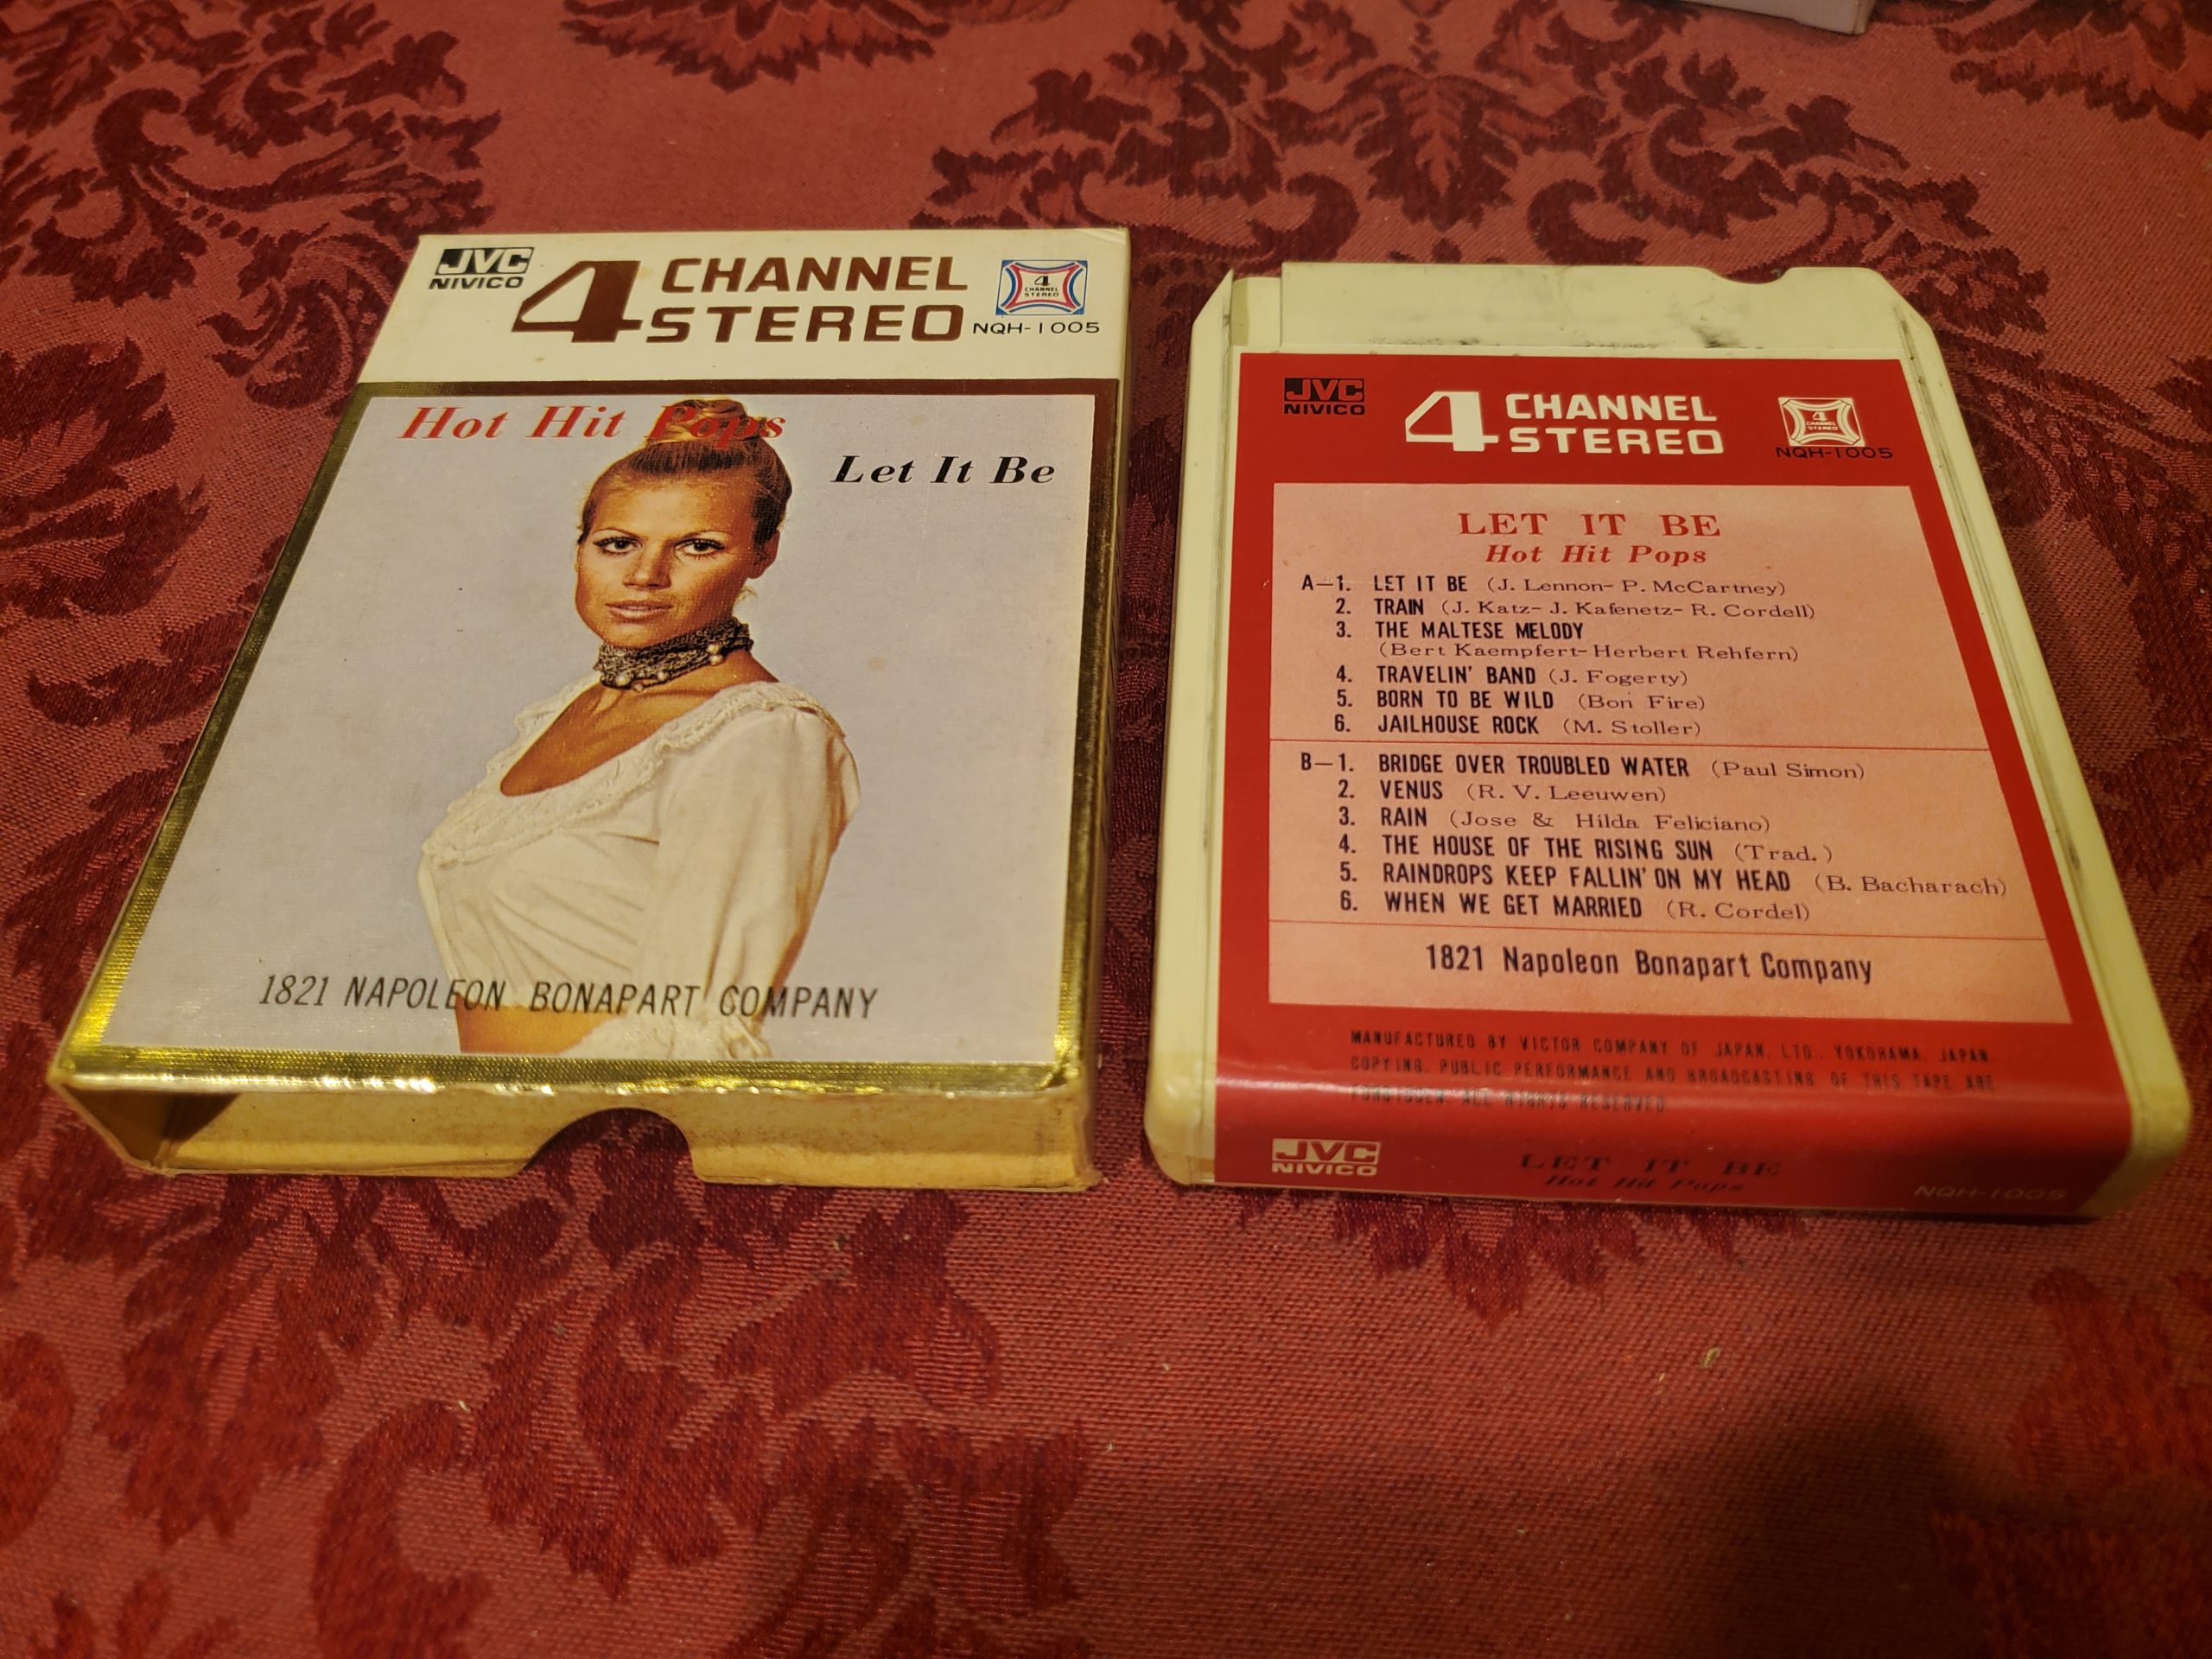 JVC
NIVICO
4 CHANNEL
STEREO
4
CHANNEL
STEREO
NQH-1005
Hot Hit Pops
Let It Be
1821 NAPOLEON BONAPART COMPANY
JVC
NIVICO
4 CHANNEL
STEREO
4
CHANNEL
STEREO
NQH-1005
LET IT BE
Hot Hit Pops
A-1. LET IT BE (J. Lennon- P. McCartney)
2. TRAIN (J. Katz- J. Kafenetz- R. Cordell)
3. THE MALTESE MELODY
(Bert Kaempfert- Herbert Rehfern)
4. TRAVELIN' BAND (J. Fogerty)
5. BORN TO BE WILD (Bon Fire)
6. JAILHOUSE ROCK (M. Stoller)
B-1. BRIDGE OVER TROUBLED WATER (Paul Simon)
2. VENUS (R. V. Leeuwen)
3. RAIN (Jose & Hilda Feliciano)
4. THE HOUSE OF THE RISING SUN (Trad.)
5. RAINDROPS KEEP FALLIN' ON MY HEAD (B. Bacharach)
6. WHEN WE GET MARRIED (R. Cordel)
1821 Napoleon Bonapart Company
MANUFACTURED BY VICTOR COMPANY OF JAPAN, LTD., YOKOHAMA, JAPAN
COPYING, PUBLIC PERFORMANCE AND BROADCASTING OF THIS TAPE ARE
FORBIDDEN. ALL RIGHTS RESERVED
JVC
NIVICO
LET IT BE
Hot Hit Pops
NQH-1005